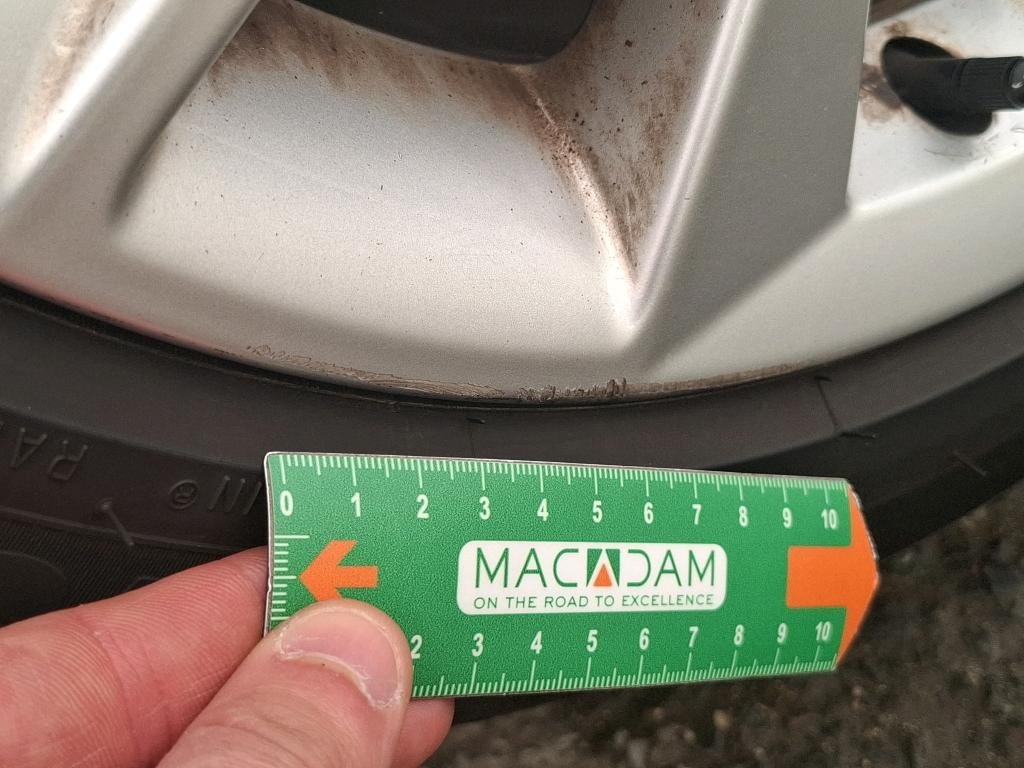 0 1 2 3 4 5 6 7 8 9 10
MACADAM
ON THE ROAD TO EXCELLENCE
2 3 4 5 6 7 8 9 10